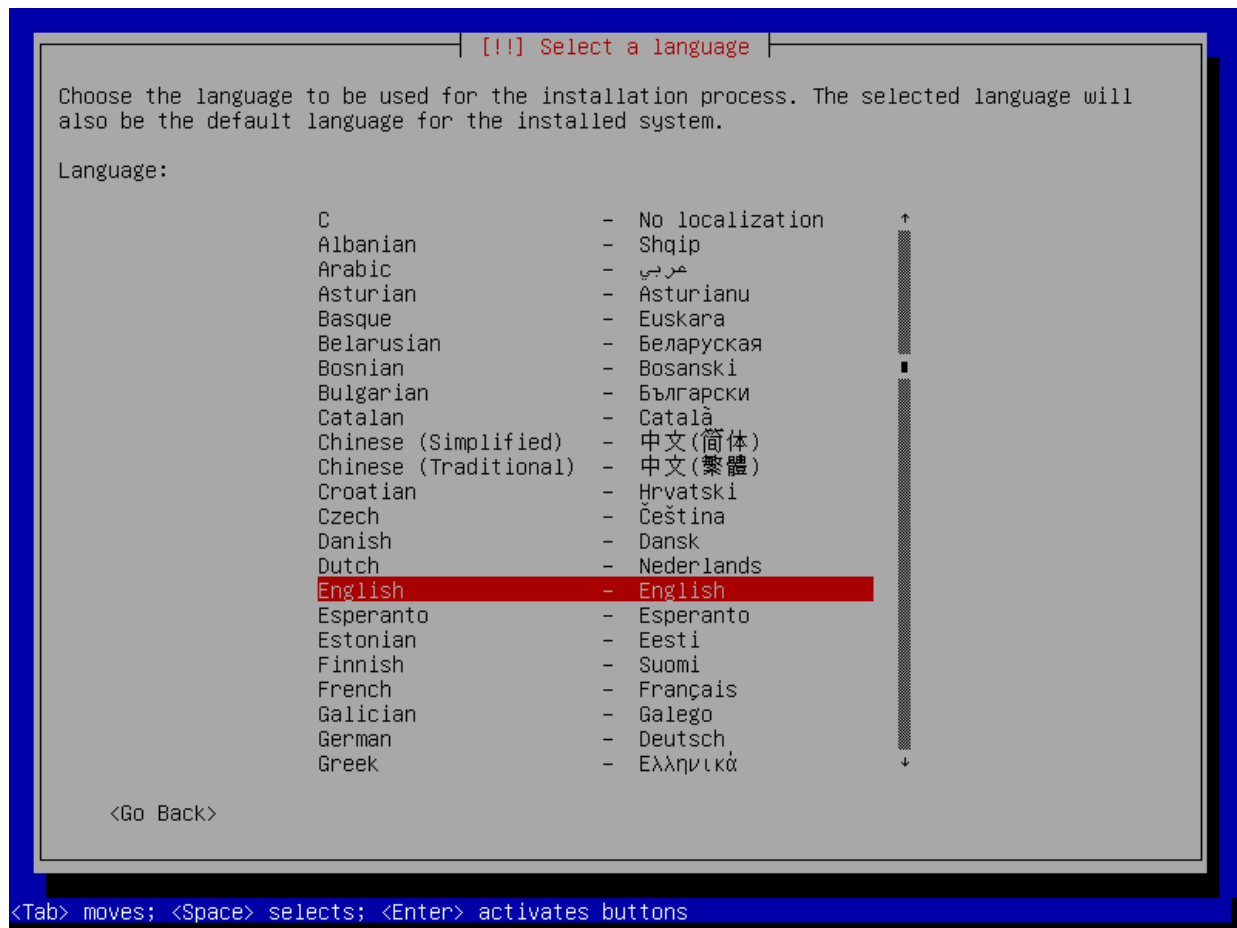 [!!] Select a language
Choose the language to be used for the installation process. The selected language will
also be the default language for the installed system.
Language:
C - No localization ↑
Albanian - Shqip
Arabic - عربي
Asturian - Asturianu
Basque - Euskara
Belarusian - Беларуская
Bosnian - Bosanski
Bulgarian - Български
Catalan - Català
Chinese (Simplified) - 中文(简体)
Chinese (Traditional) - 中文(繁體)
Croatian - Hrvatski
Czech - Čeština
Danish - Dansk
Dutch - Nederlands
English - English
Esperanto - Esperanto
Estonian - Eesti
Finnish - Suomi
French - Français
Galician - Galego
German - Deutsch
Greek - Ελληνικά ↓
<Go Back>
<Tab> moves; <Space> selects; <Enter> activates buttons